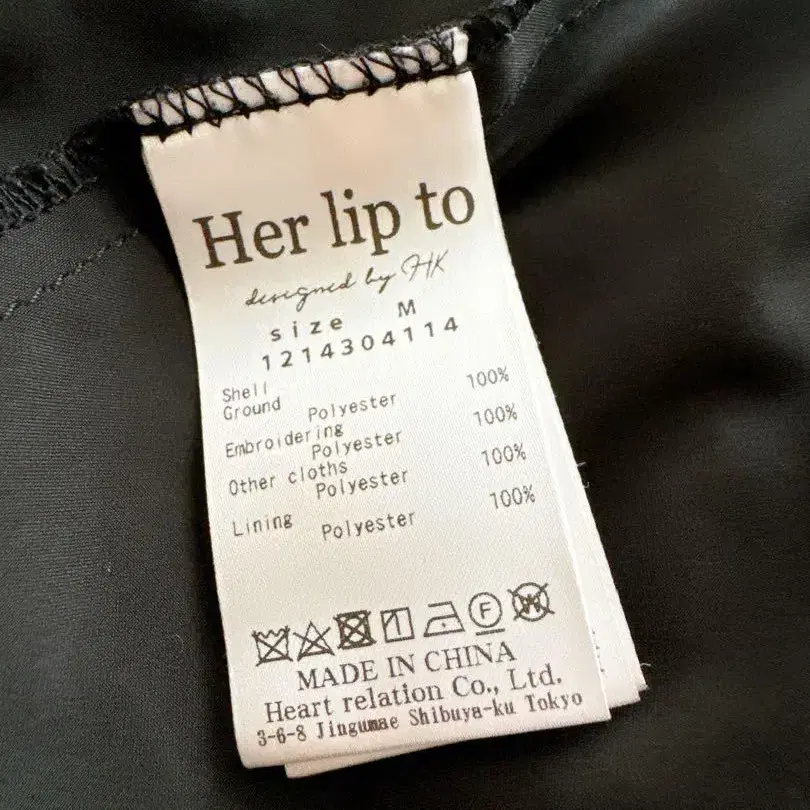 Her lip to
designed by HK
size M
1214304114
Shell
Ground Polyester 100%
Embroidering
Polyester 100%
Other cloths
Polyester 100%
Lining Polyester 100%
F
W
MADE IN CHINA
Heart relation Co., Ltd.
3-6-8 Jingumae Shibuya-ku Tokyo